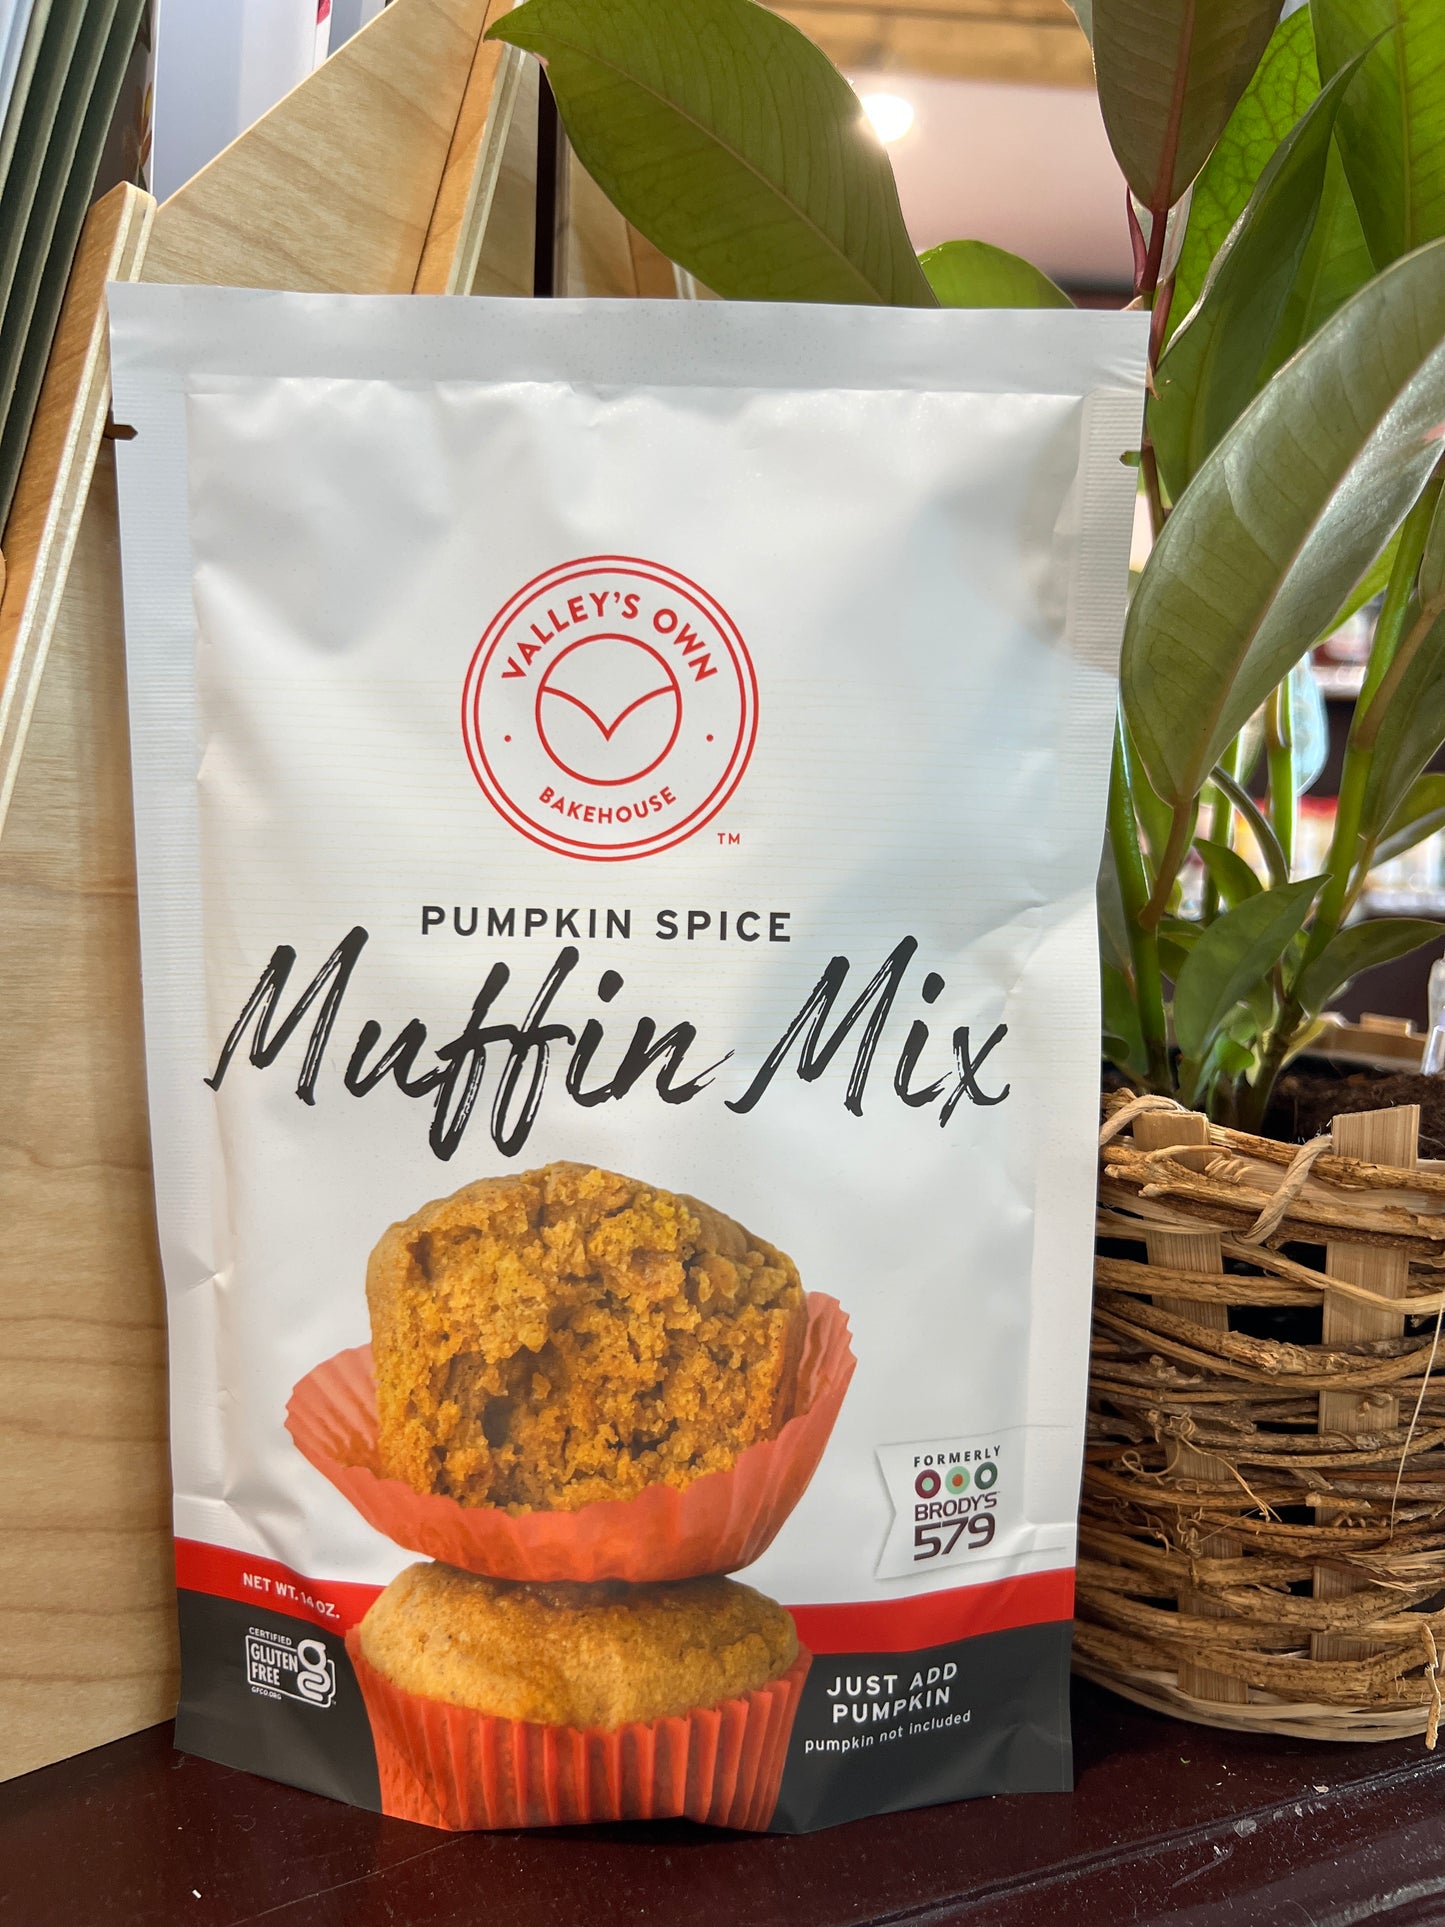 VALLEY'S OWN
BAKEHOUSE
TM
PUMPKIN SPICE
Muffin Mix
FORMERLY
BRODY'S
579
NET WT. 14 OZ.
CERTIFIED
GLUTEN
FREE
GFCO.ORG
JUST ADD
PUMPKIN
pumpkin not included